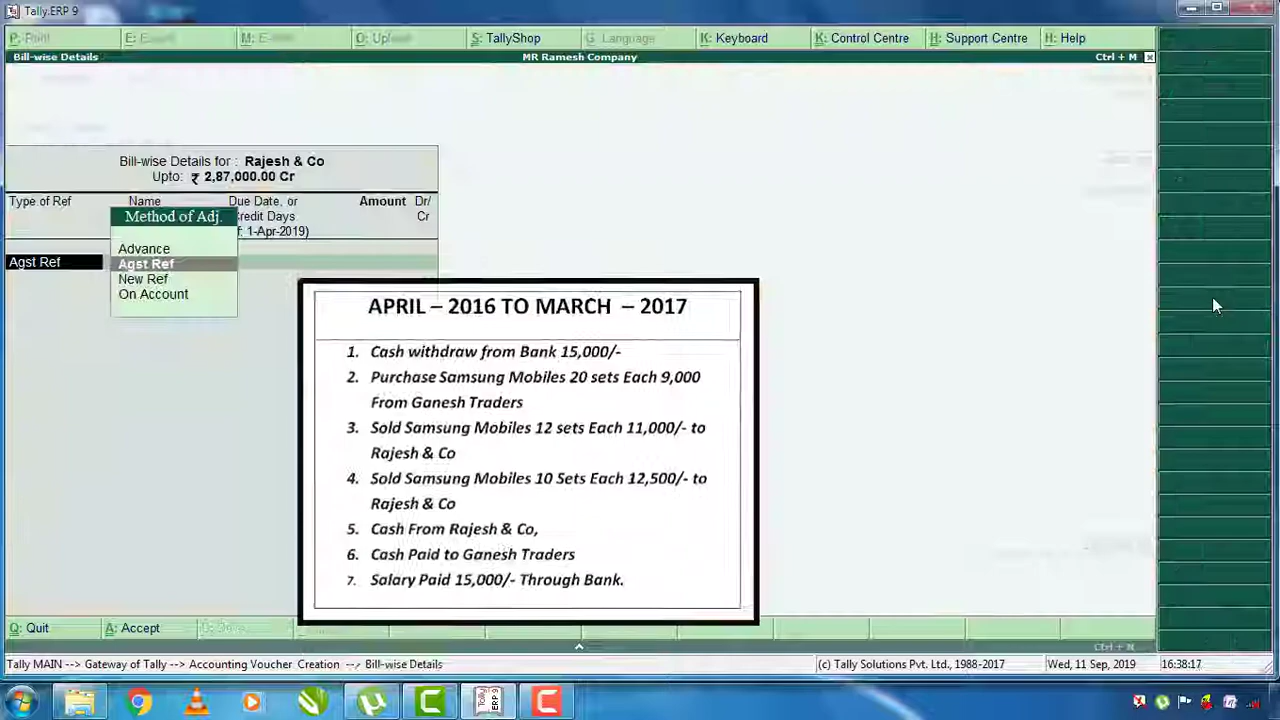 Tally.ERP 9
P: Print E: Export M: E-Mail O: Upload S: TallyShop G: Language K: Keyboard K: Control Centre H: Support Centre H: Help
Bill-wise Details MR Ramesh Company Ctrl + M
Bill-wise Details for : Rajesh & Co
Upto: ₹ 2,87,000.00 Cr
Type of Ref Name Due Date, or Amount Dr/
Method of Adj. Credit Days Cr
1-Apr-2019)
Advance
Agst Ref Agst Ref
New Ref
On Account
APRIL – 2016 TO MARCH – 2017
1. Cash withdraw from Bank 15,000/-
2. Purchase Samsung Mobiles 20 sets Each 9,000
From Ganesh Traders
3. Sold Samsung Mobiles 12 sets Each 11,000/- to
Rajesh & Co
4. Sold Samsung Mobiles 10 Sets Each 12,500/- to
Rajesh & Co
5. Cash From Rajesh & Co,
6. Cash Paid to Ganesh Traders
7. Salary Paid 15,000/- Through Bank.
Q: Quit A: Accept
Ctrl + N
Tally MAIN --> Gateway of Tally --> Accounting Voucher Creation --> Bill-wise Details (c) Tally Solutions Pvt. Ltd., 1988-2017 Wed, 11 Sep, 2019 16:38:17